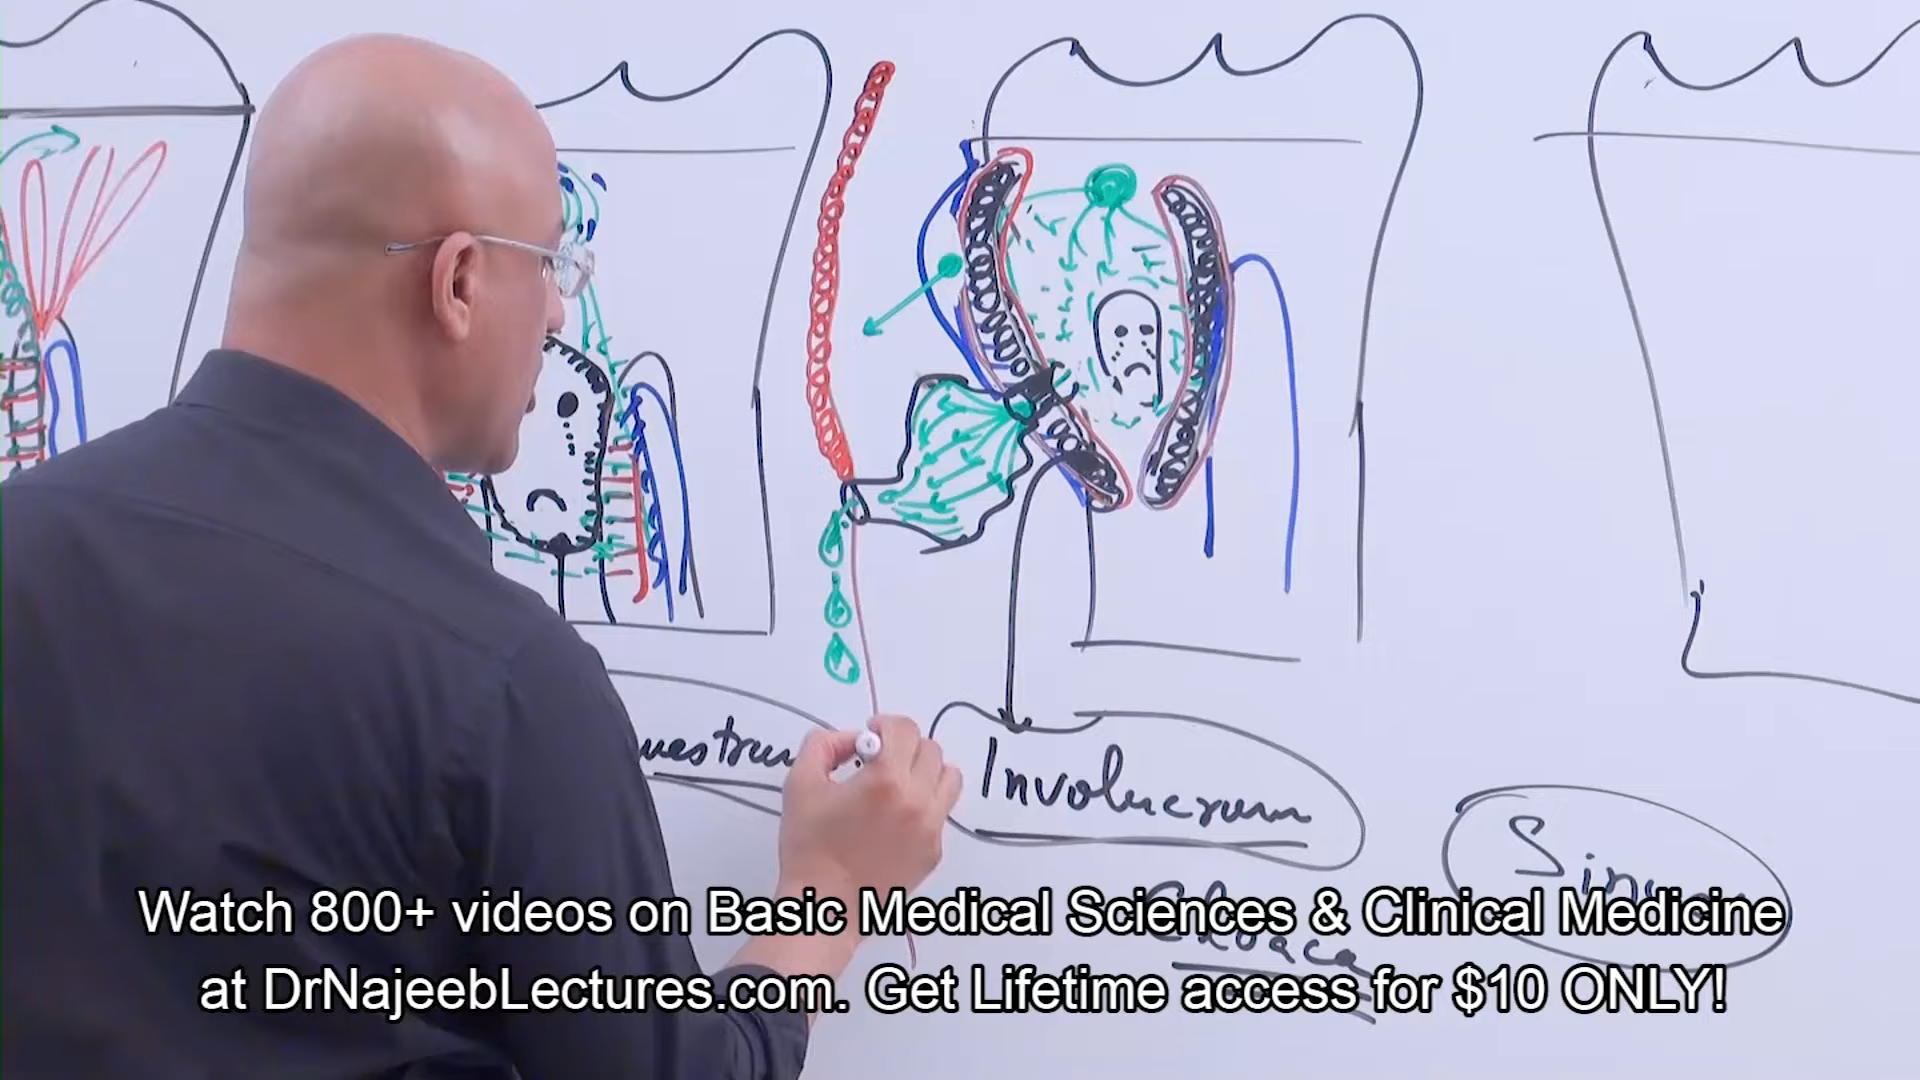 Involucrum
Cloaca
Watch 800+ videos on Basic Medical Sciences & Clinical Medicine
at DrNajeebLectures.com. Get Lifetime access for $10 ONLY!